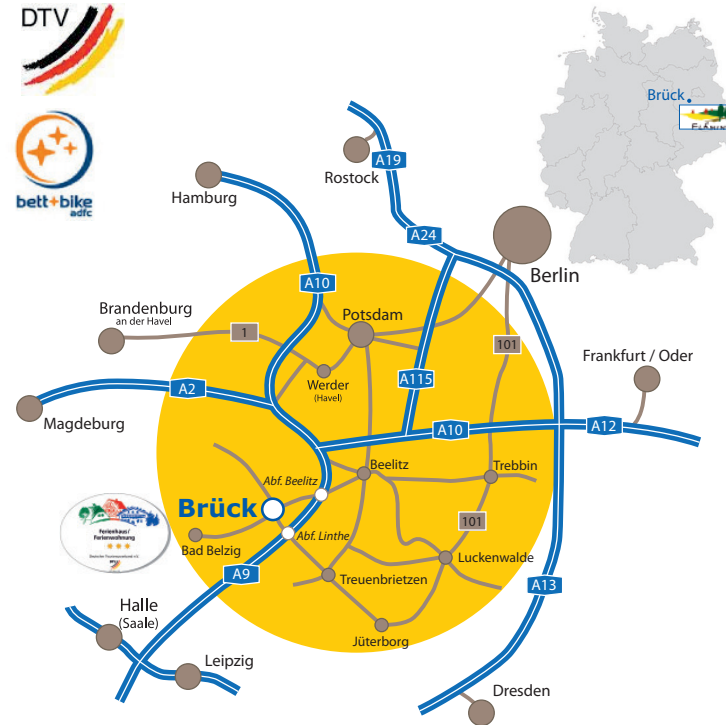 DTV
bett+bike
adfc
Brück
Rostock
A19
Hamburg
A24
Berlin
A10
Brandenburg
an der Havel
1
Potsdam
101
Frankfurt / Oder
Werder
(Havel)
A115
A2
Magdeburg
A10
A12
Abf. Beelitz
Beelitz
Trebbin
Brück
101
Ferienhaus/
Ferienwohnung
Abf. Linthe
Bad Belzig
Luckenwalde
A9
Treuenbrietzen
A13
Halle
(Saale)
Jüterborg
Leipzig
Dresden